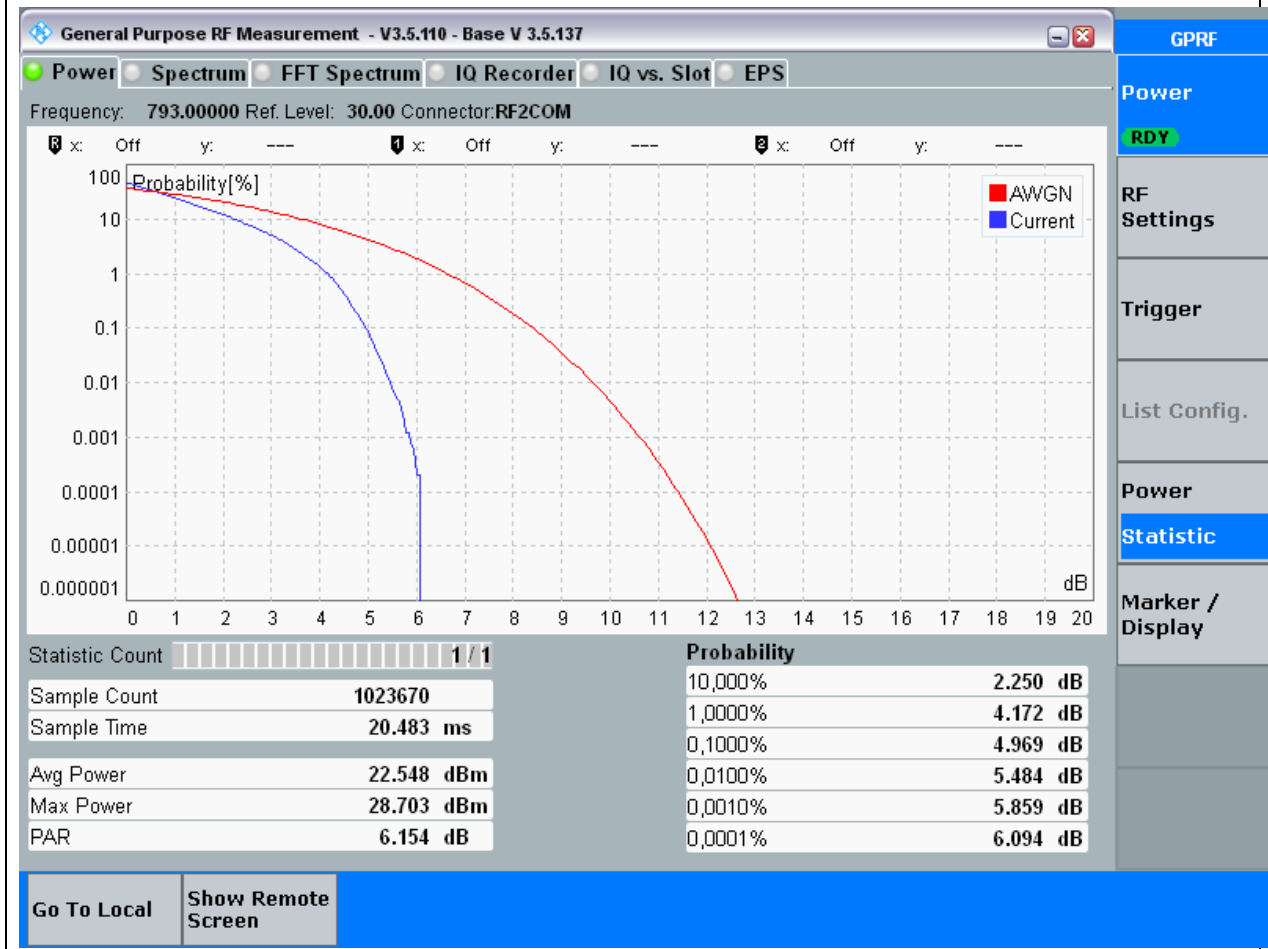 General Purpose RF Measurement - V3.5.110 - Base V 3.5.137
Power Spectrum FFT Spectrum IQ Recorder IQ vs. Slot EPS
Frequency: 793.00000 Ref. Level: 30.00 Connector:RF2COM
R x: Off y: --- 1 x: Off y: --- 2 x: Off y: ---
Probability[%]
AWGN
Current
100
10
1
0.1
0.01
0.001
0.0001
0.00001
0.000001
dB
0 1 2 3 4 5 6 7 8 9 10 11 12 13 14 15 16 17 18 19 20
Statistic Count 1 / 1
Sample Count 1023670
Sample Time 20.483 ms
Avg Power 22.548 dBm
Max Power 28.703 dBm
PAR 6.154 dB
Probability
10,000% 2.250 dB
1,0000% 4.172 dB
0,1000% 4.969 dB
0,0100% 5.484 dB
0,0010% 5.859 dB
0,0001% 6.094 dB
GPRF
Power
RDY
RF
Settings
Trigger
List Config.
Power
Statistic
Marker /
Display
Go To Local
Show Remote
Screen